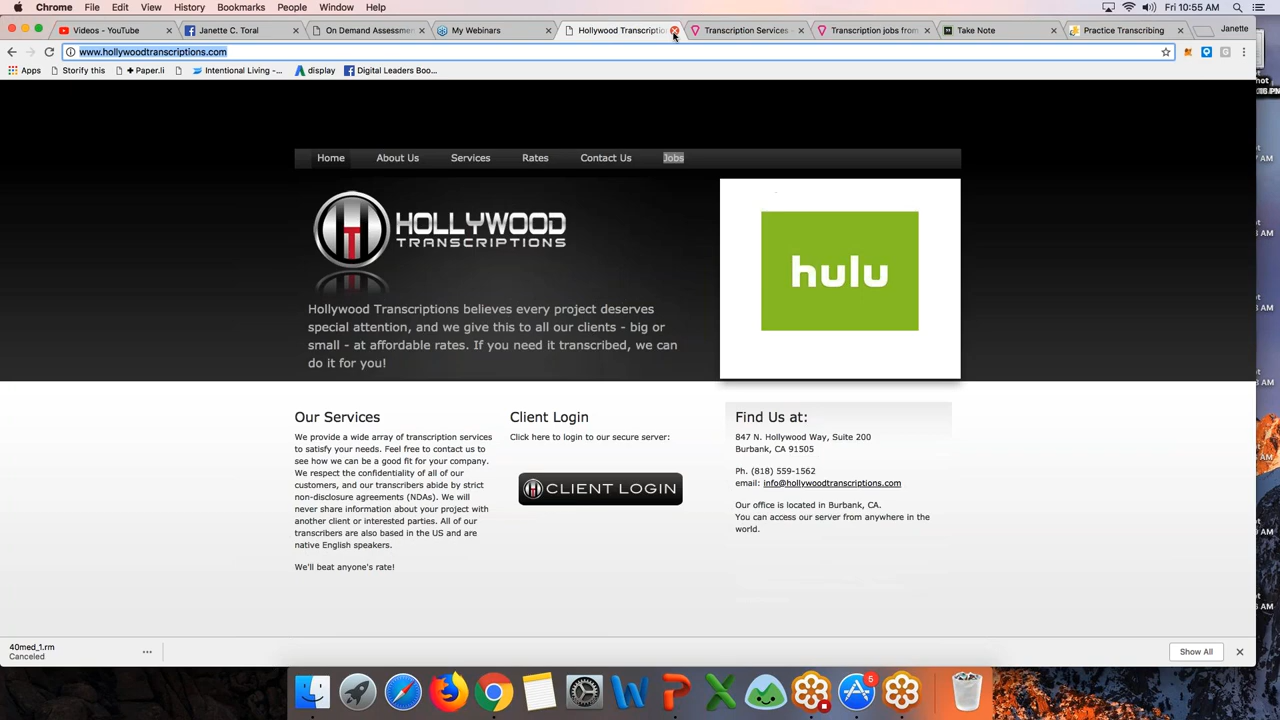 Chrome File Edit View History Bookmarks People Window Help
Fri 10:55 AM
Videos - YouTube
Janette C. Toral
On Demand Assessmen
My Webinars
Hollywood Transcription
Transcription Services -
Transcription jobs from
Take Note
Practice Transcribing
Janette
www.hollywoodtranscriptions.com
Apps Storify this + Paper.li Intentional Living -... display Digital Leaders Boo...
Home About Us Services Rates Contact Us Jobs
HOLLYWOOD
TRANSCRIPTIONS
hulu
Hollywood Transcriptions believes every project deserves
special attention, and we give this to all our clients - big or
small - at affordable rates. If you need it transcribed, we can
do it for you!
Our Services
We provide a wide array of transcription services
to satisfy your needs. Feel free to contact us to
see how we can be a good fit for your company.
We respect the confidentiality of all of our
customers, and our transcribers abide by strict
non-disclosure agreements (NDAs). We will
never share information about your project with
another client or interested parties. All of our
transcribers are also based in the US and are
native English speakers.
We'll beat anyone's rate!
Client Login
Click here to login to our secure server:
CLIENT LOGIN
Find Us at:
847 N. Hollywood Way, Suite 200
Burbank, CA 91505
Ph. (818) 559-1562
email: info@hollywoodtranscriptions.com
Our office is located in Burbank, CA.
You can access our server from anywhere in the
world.
40med_1.rm
Canceled
Show All
5